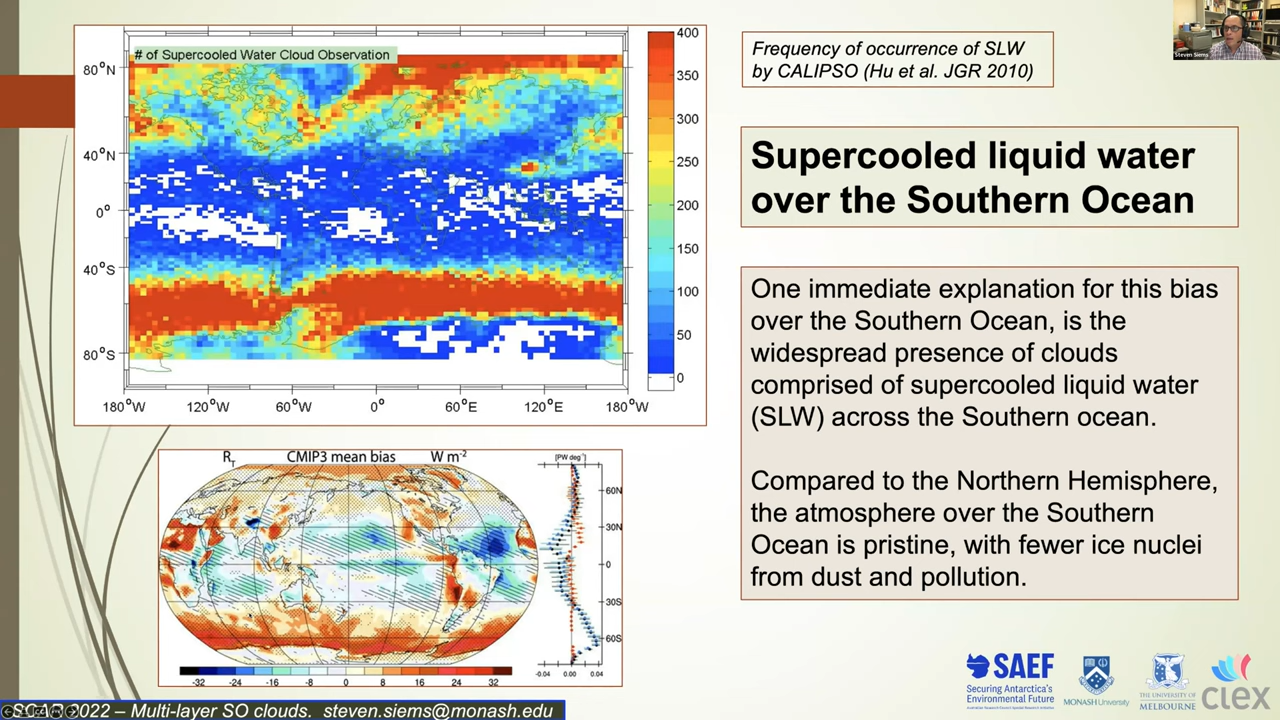 # of Supercooled Water Cloud Observation
80°N
40°N
0°
40°S
80°S
180°W 120°W 60°W 0° 60°E 120°E 180°W
400
350
300
250
200
150
100
50
0
Frequency of occurrence of SLW
by CALIPSO (Hu et al. JGR 2010)
Steven Siems
Supercooled liquid water
over the Southern Ocean
One immediate explanation for this bias
over the Southern Ocean, is the
widespread presence of clouds
comprised of supercooled liquid water
(SLW) across the Southern ocean.
Compared to the Northern Hemisphere,
the atmosphere over the Southern
Ocean is pristine, with fewer ice nuclei
from dust and pollution.
R_T CMIP3 mean bias W m⁻²
[PW deg⁻¹]
60N
30N
0
30S
60S
-32 -24 -16 -8 0 8 16 24 32
-0.04 0.00 0.04
SAEF
Securing Antarctica's
Environmental Future
MONASH University
THE UNIVERSITY OF
MELBOURNE
clex
2022 – Multi-layer SO clds.
en.siems@monash.edu